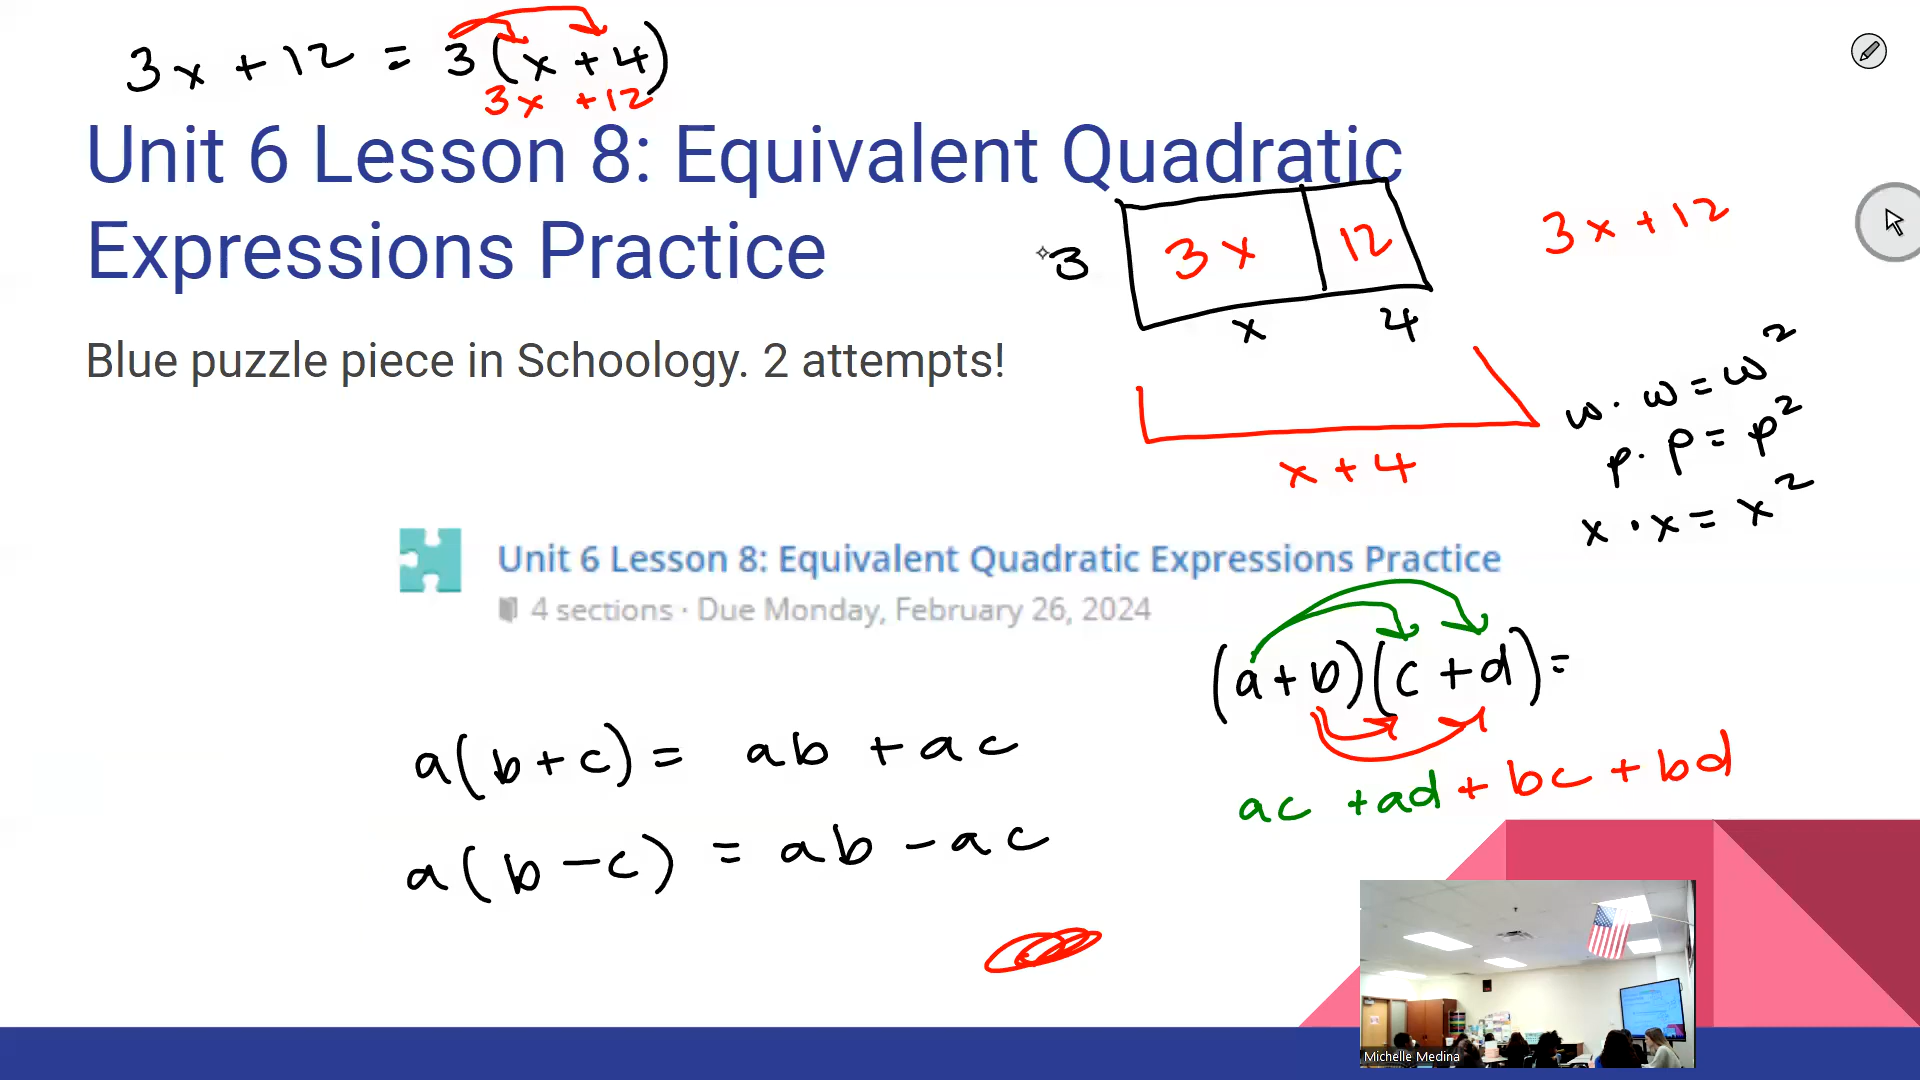 3x + 12 = 3(x + 4)
3x + 12
Unit 6 Lesson 8: Equivalent Quadratic
Expressions Practice
3
3x
12
3x + 12
x
4
Blue puzzle piece in Schoology. 2 attempts!
x + 4
w · w = w²
p · p = p²
x · x = x²
Unit 6 Lesson 8: Equivalent Quadratic Expressions Practice
4 sections · Due Monday, February 26, 2024
(a + b)(c + d) =
ac + ad + bc + bd
a(b + c) = ab + ac
a(b - c) = ab - ac
Michelle Medina